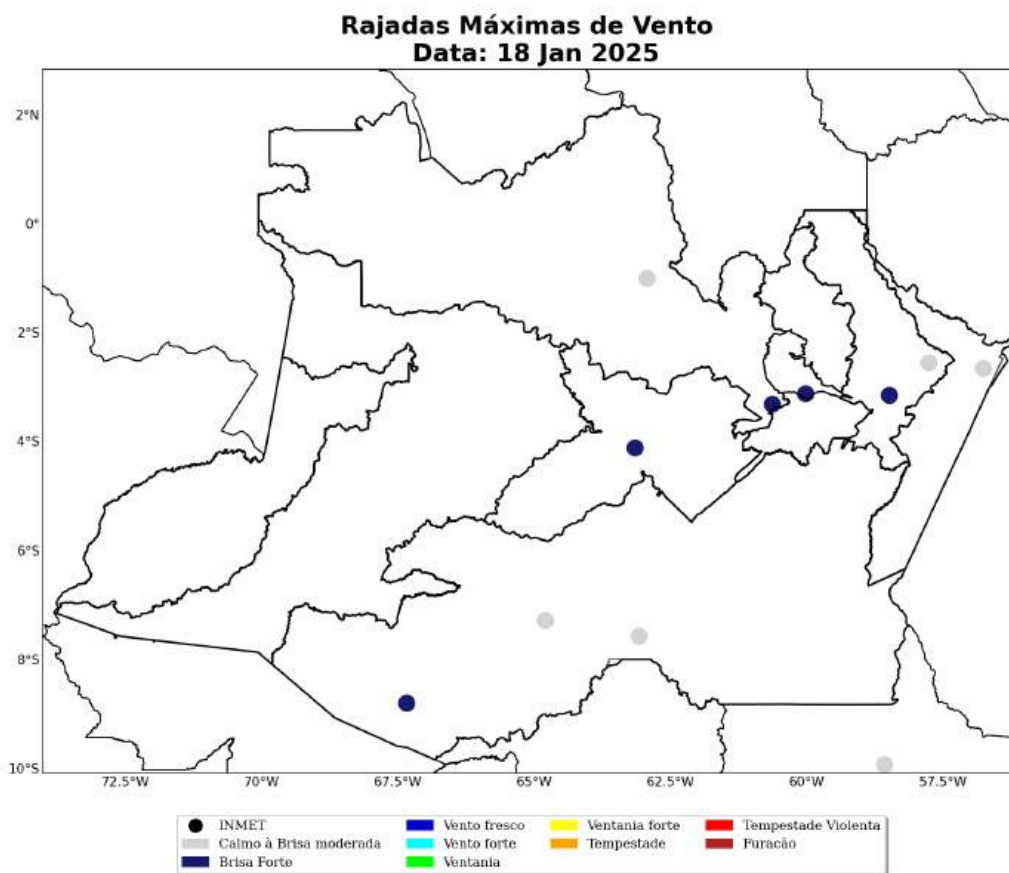 Rajadas Máximas de Vento
Data: 18 Jan 2025
2°N
0°
2°S
4°S
6°S
8°S
10°S
72.5°W 70°W 67.5°W 65°W 62.5°W 60°W 57.5°W
INMET Vento fresco Ventania forte Tempestade Violenta
Calmo à Brisa moderada Vento forte Tempestade Furacão
Brisa Forte Ventania